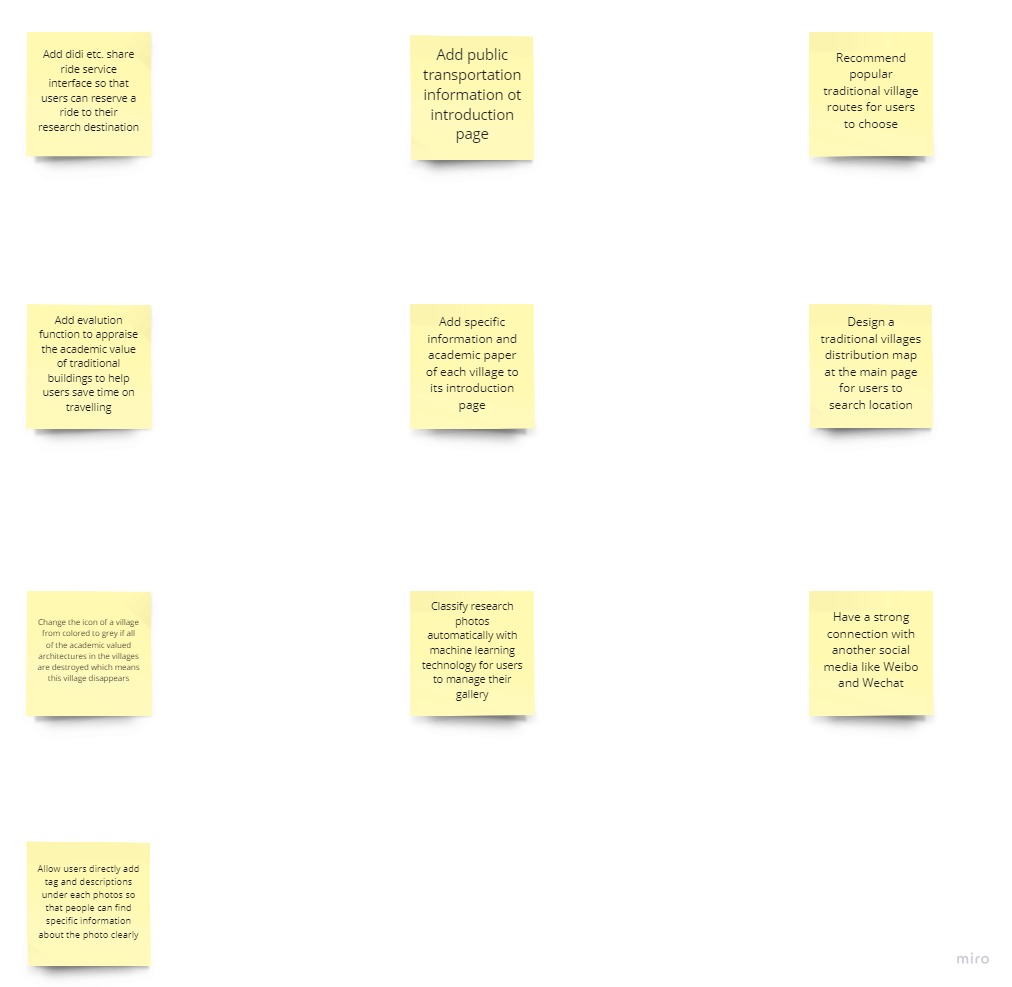 Add didi etc. share
ride service
interface so that
users can reserve a
ride to their
research destination
Add public
transportation
information ot
introduction
page
Recommend
popular
traditional village
routes for users
to choose
Add evalution
function to appraise
the academic value
of traditional
buildings to help
users save time on
travelling
Add specific
information and
academic paper
of each village to
its introduction
page
Design a
traditional villages
distribution map
at the main page
for users to
search location
Change the icon of a village
from colored to grey if all
of the academic valued
architectures in the villages
are destroyed which means
this village disappears
Classify research
photos
automatically with
machine learning
technology for users
to manage their
gallery
Have a strong
connection with
another social
media like Weibo
and Wechat
Allow users directly add
tag and descriptions
under each photos so
that people can find
specific information
about the photo clearly
miro